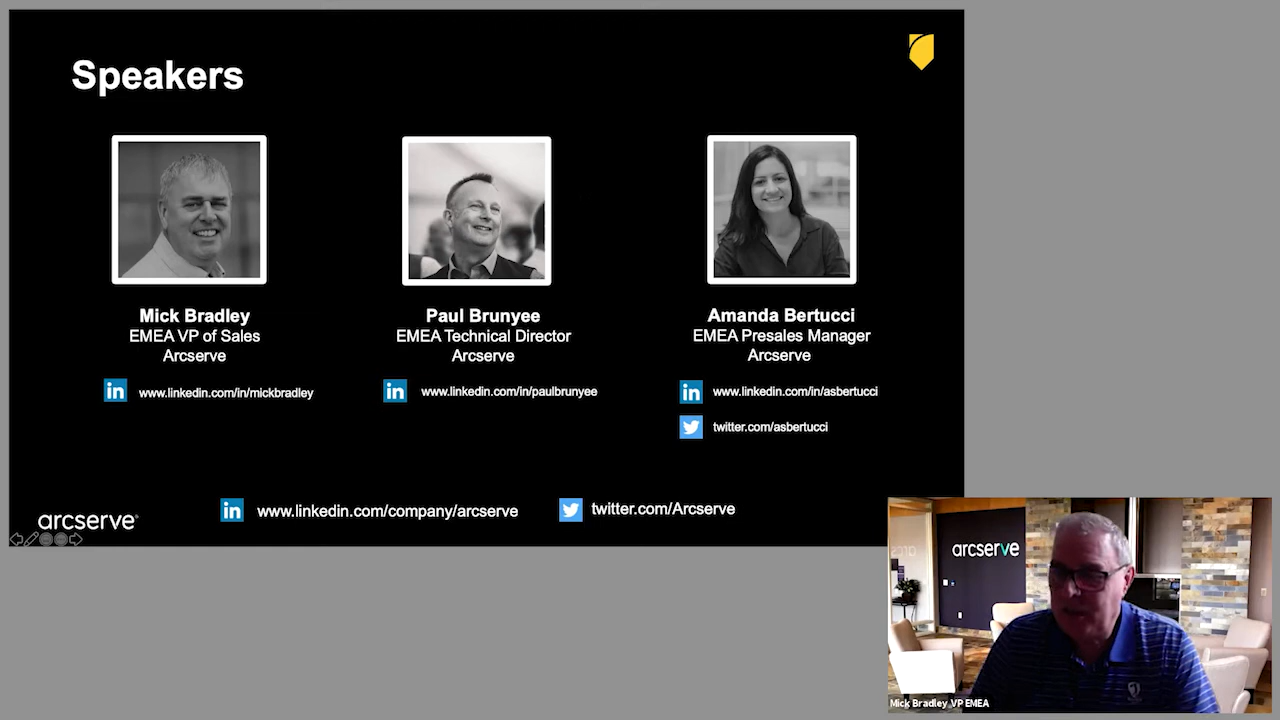 Speakers
Mick Bradley
EMEA VP of Sales
Arcserve
www.linkedin.com/in/mickbradley
Paul Brunyee
EMEA Technical Director
Arcserve
www.linkedin.com/in/paulbrunyee
Amanda Bertucci
EMEA Presales Manager
Arcserve
www.linkedin.com/in/asbertucci
twitter.com/asbertucci
arcserve®
www.linkedin.com/company/arcserve
twitter.com/Arcserve
arcserve
Mick Bradley VP EMEA